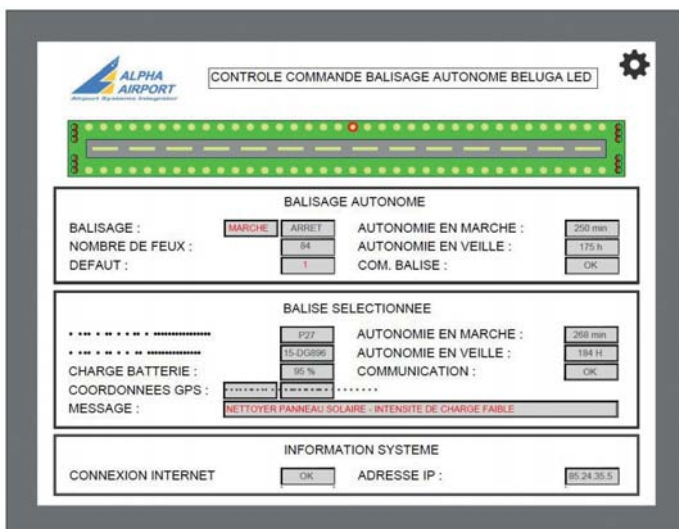 ALPHA
AIRPORT
Airport Systems Integrator
CONTROLE COMMANDE BALISAGE AUTONOME BELUGA LED
BALISAGE AUTONOME
BALISAGE : MARCHE ARRET AUTONOMIE EN MARCHE : 250 min
NOMBRE DE FEUX : 84 AUTONOMIE EN VEILLE : 175 h
DEFAUT : 1 COM. BALISE : OK
BALISE SELECTIONNEE
P27 AUTONOMIE EN MARCHE : 268 min
15-DG896 AUTONOMIE EN VEILLE : 184 H
CHARGE BATTERIE : 95 % COMMUNICATION : OK
COORDONNEES GPS :
MESSAGE : NETTOYER PANNEAU SOLAIRE - INTENSITE DE CHARGE FAIBLE
INFORMATION SYSTEME
CONNEXION INTERNET OK ADRESSE IP : 85.24.35.5